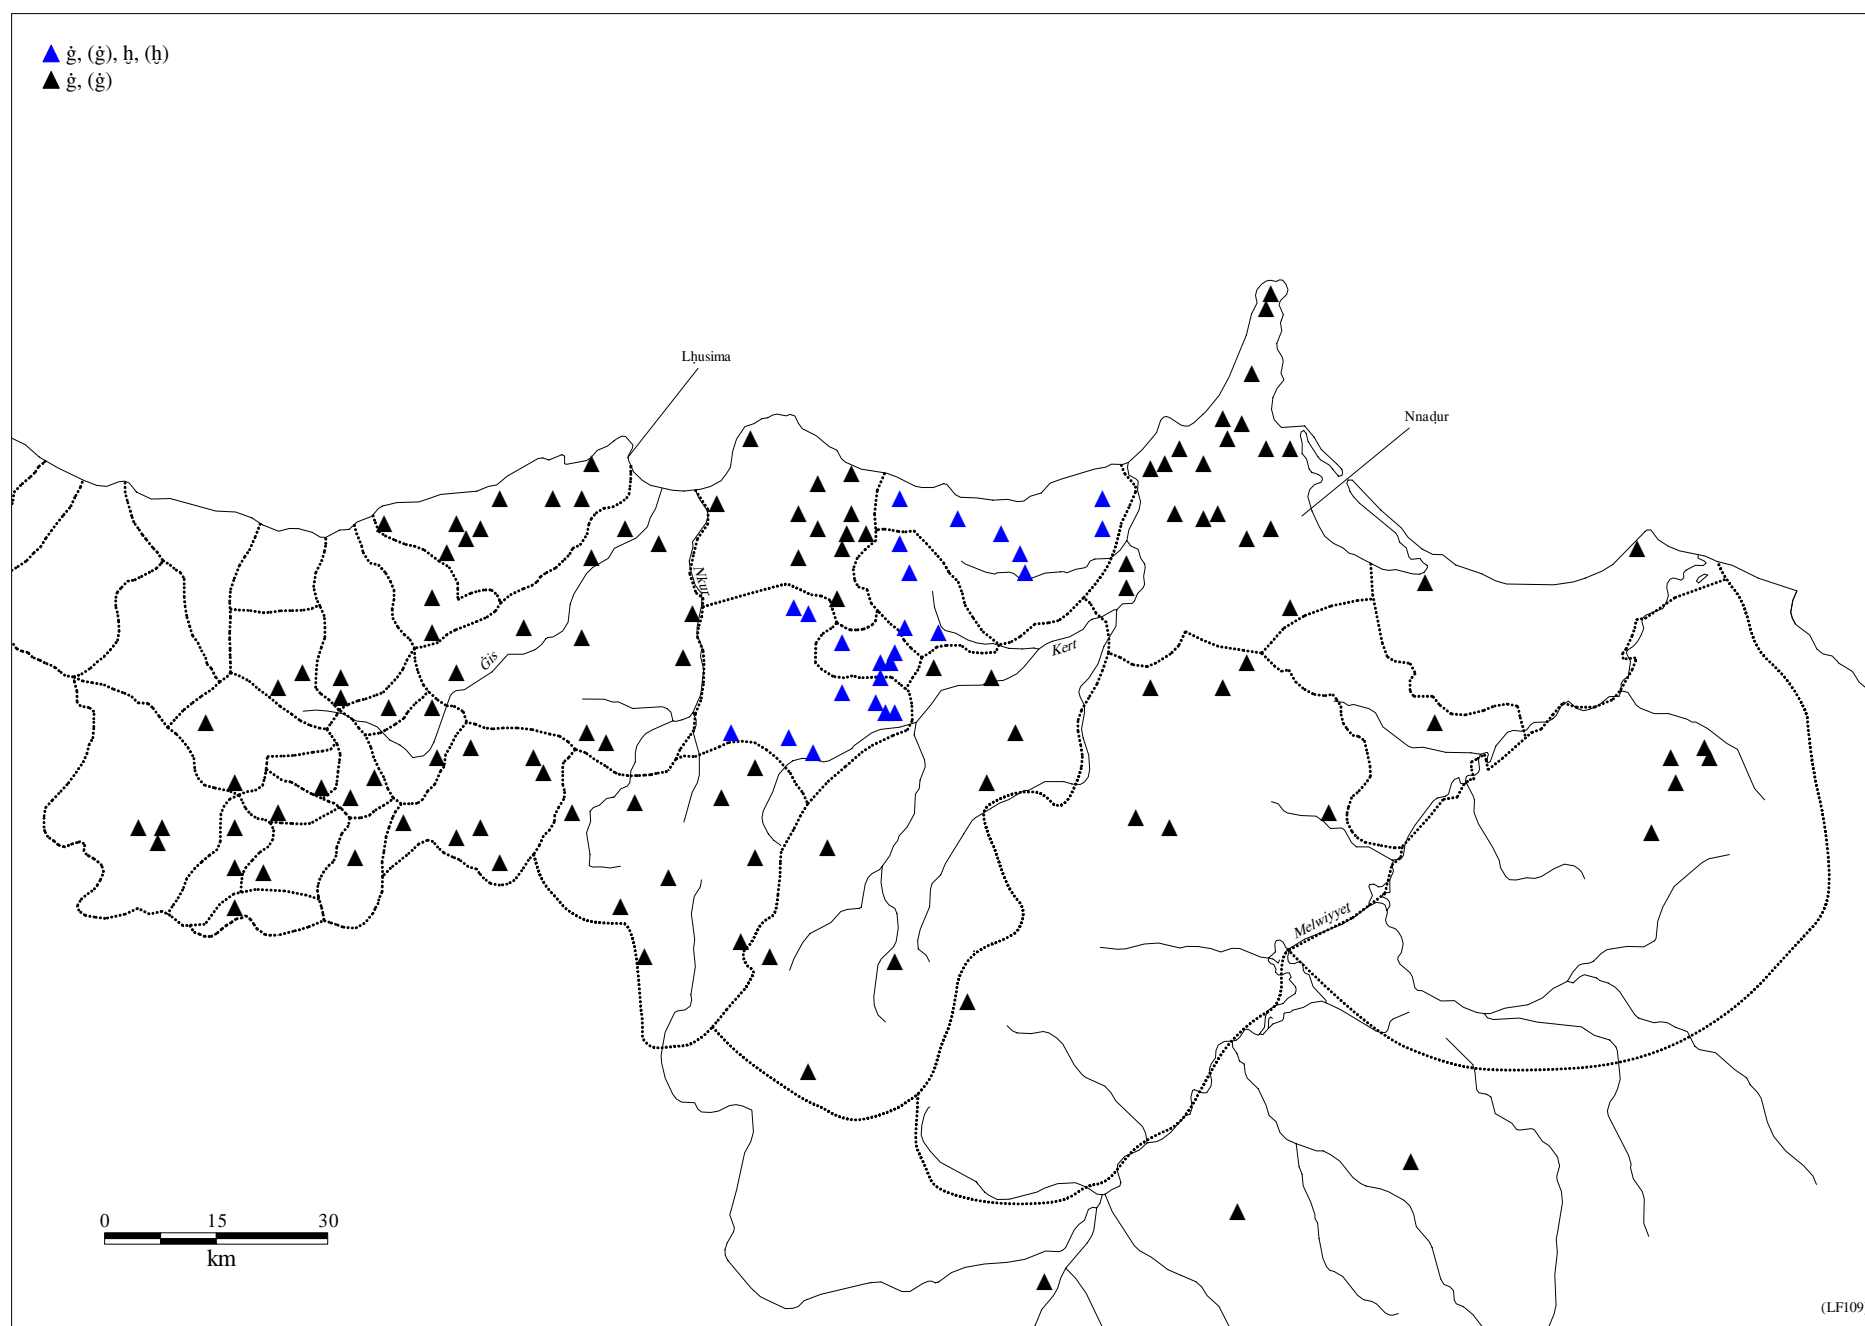 ġ, (ġ), ḥ, (ḥ)
ġ, (ġ)
Lḥusima
Nnaḍur
Nkur
Ġis
Kert
Melwiyyet
0 15 30
km
(LF109